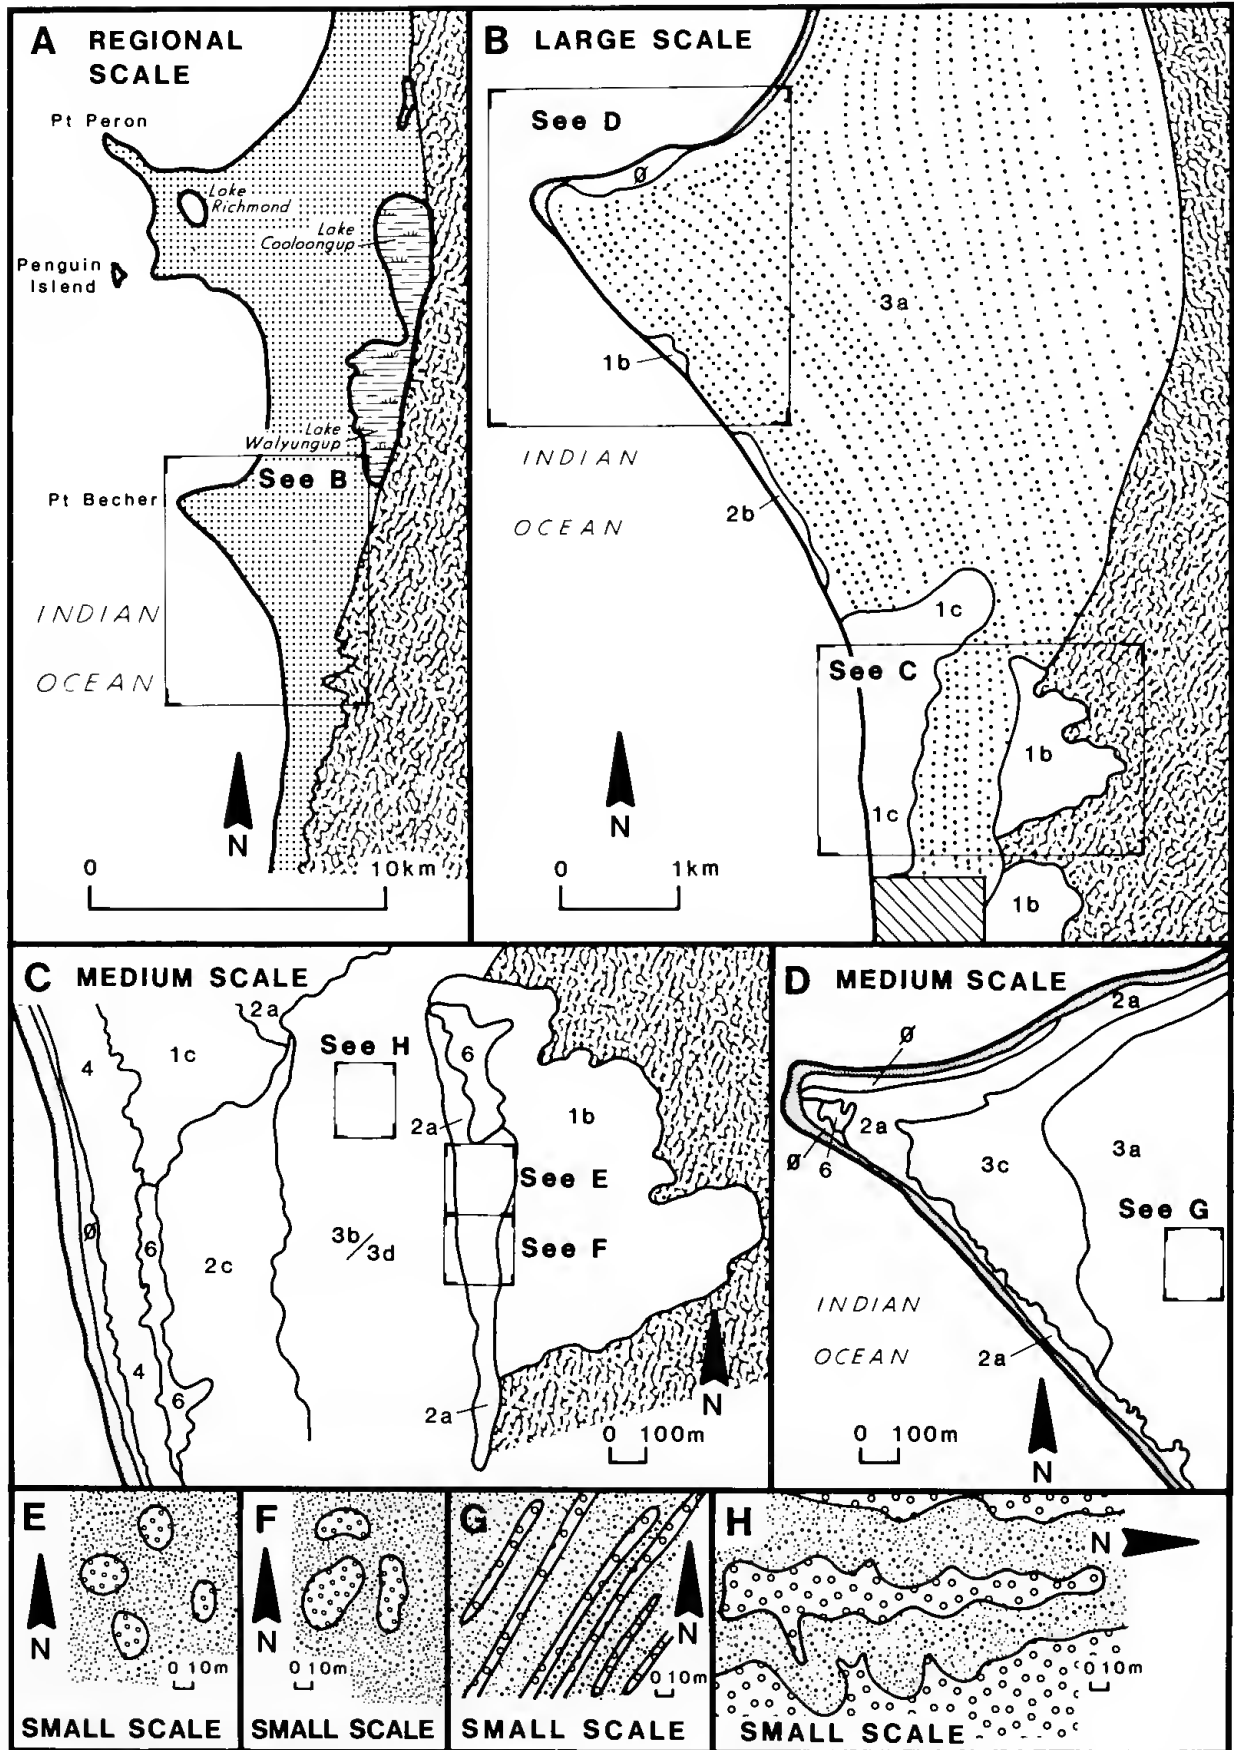 A REGIONAL
SCALE
Pt Peron
Lake
Richmond
Lake
Cooloongup
Penguin
Islend
Lake
Walyungup
See B
Pt Becher
INDIAN
OCEAN
N
0 10km
B LARGE SCALE
See D
Ø
3a
1b
INDIAN
OCEAN
2b
1c
See C
1b
1c
N
0 1km
1b
C MEDIUM SCALE
2a
1c
4
See H
6
1b
2a
See E
Ø
6
3b/3d
See F
2c
4
6
2a
N
0 100m
D MEDIUM SCALE
2a
Ø
2a
3c
3a
Ø 6
See G
INDIAN
OCEAN
2a
0 100m
N
E
N
0 10m
SMALL SCALE
F
N
0 10m
SMALL SCALE
G
N
0 10m
SMALL SCALE
H
N
0 10m
SMALL SCALE